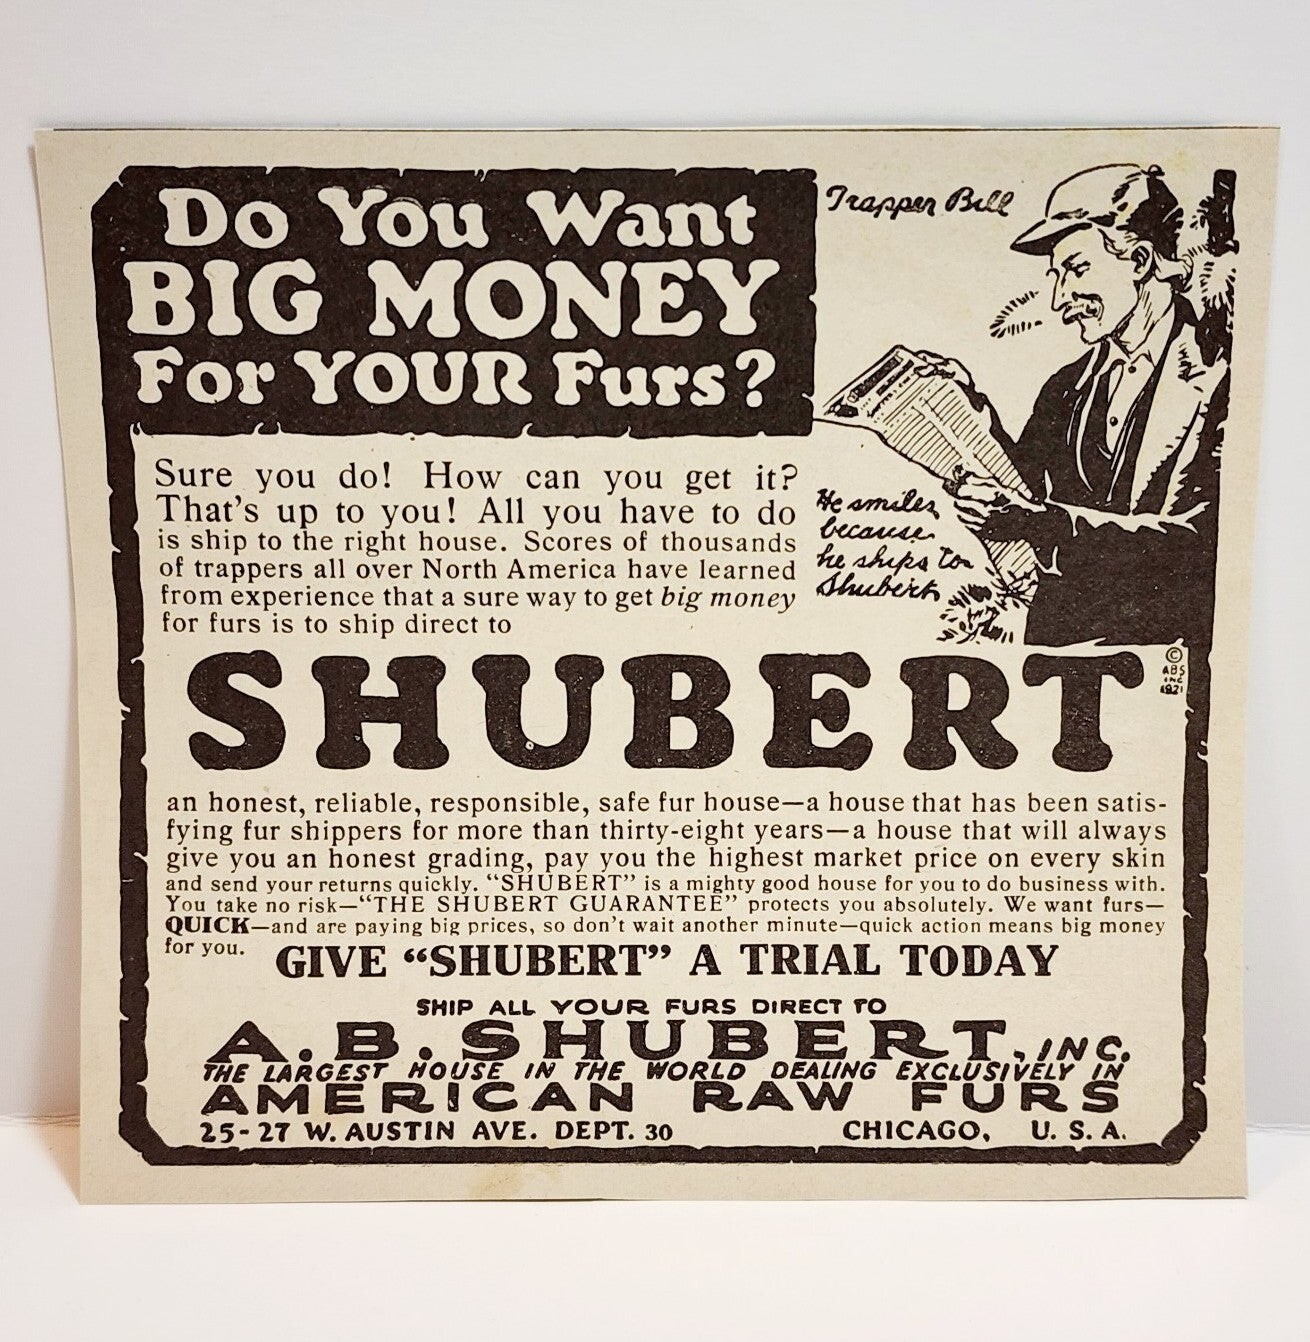 Do You Want
BIG MONEY
For YOUR Furs?
Trapper Bill
He smiles
because
he ships to
Shubert
Sure you do! How can you get it?
That's up to you! All you have to do
is ship to the right house. Scores of thousands
of trappers all over North America have learned
from experience that a sure way to get big money
for furs is to ship direct to
SHUBERT
©
ABS
INC
1921
an honest, reliable, responsible, safe fur house—a house that has been satis-
fying fur shippers for more than thirty-eight years—a house that will always
give you an honest grading, pay you the highest market price on every skin
and send your returns quickly. "SHUBERT" is a mighty good house for you to do business with.
You take no risk—"THE SHUBERT GUARANTEE" protects you absolutely. We want furs—
QUICK—and are paying big prices, so don't wait another minute—quick action means big money
for you. GIVE "SHUBERT" A TRIAL TODAY
SHIP ALL YOUR FURS DIRECT TO
A. B. SHUBERT, INC.
THE LARGEST HOUSE IN THE WORLD DEALING EXCLUSIVELY IN
AMERICAN RAW FURS
25-27 W. AUSTIN AVE. DEPT. 30 CHICAGO, U. S. A.